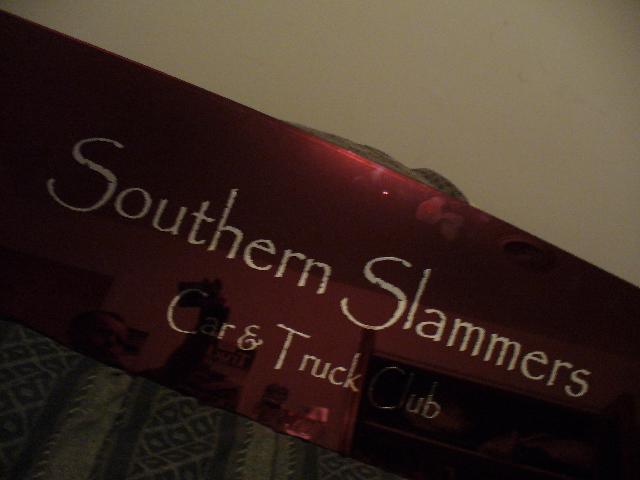 Southern Slammers
Car & Truck Club